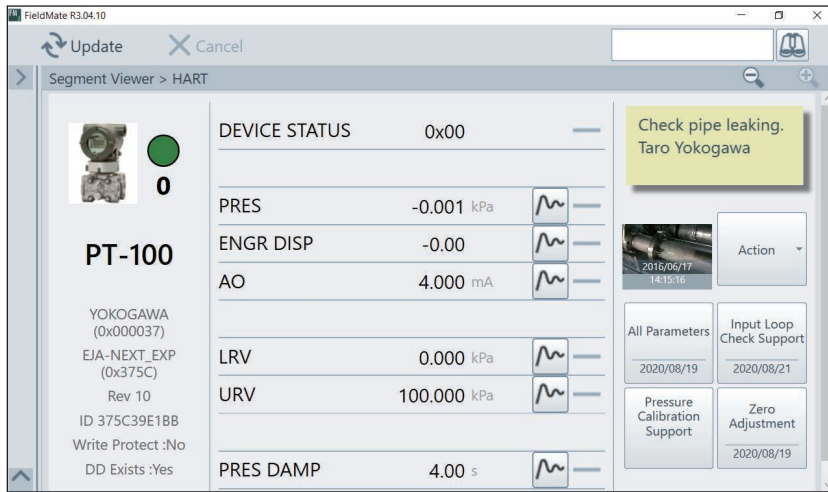 FieldMate R3.04.10
Update
Cancel
Segment Viewer > HART
0
PT-100
YOKOGAWA
(0x000037)
EJA-NEXT_EXP
(0x375C)
Rev 10
ID 375C39E1BB
Write Protect :No
DD Exists :Yes
DEVICE STATUS 0x00
PRES -0.001 kPa
ENGR DISP -0.00
AO 4.000 mA
LRV 0.000 kPa
URV 100.000 kPa
PRES DAMP 4.00 s
Check pipe leaking.
Taro Yokogawa
2016/06/17
14:15:16
Action
All Parameters
2020/08/19
Input Loop
Check Support
2020/08/21
Pressure
Calibration
Support
Zero
Adjustment
2020/08/19